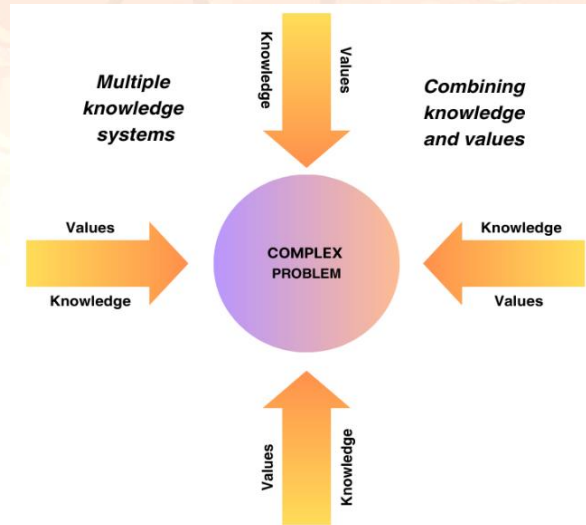 Multiple
knowledge
systems
Knowledge
Values
Combining
knowledge
and values
Values
Knowledge
COMPLEX
PROBLEM
Knowledge
Values
Values
Knowledge